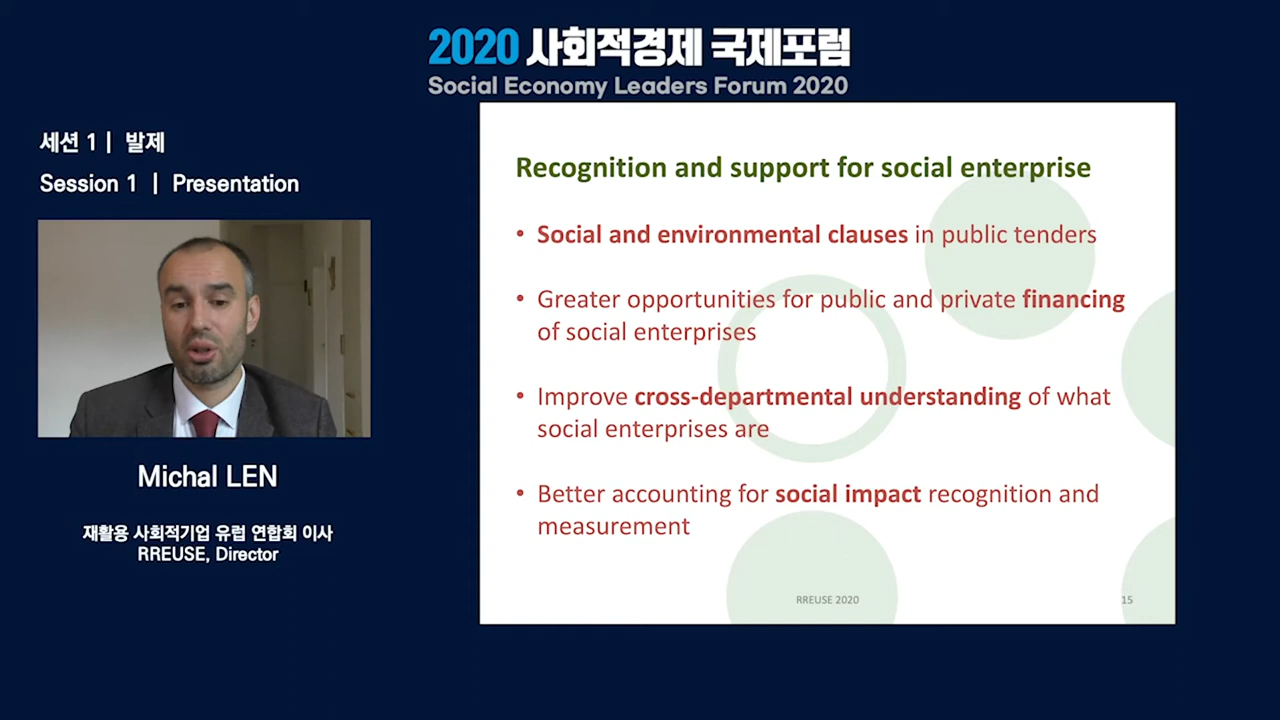 2020 사회적경제 국제포럼
Social Economy Leaders Forum 2020
세션 1 | 발제
Session 1 | Presentation
Michal LEN
재활용 사회적기업 유럽 연합회 이사
RREUSE, Director
Recognition and support for social enterprise
• Social and environmental clauses in public tenders
• Greater opportunities for public and private financing
of social enterprises
• Improve cross-departmental understanding of what
social enterprises are
• Better accounting for social impact recognition and
measurement
RREUSE 2020
15